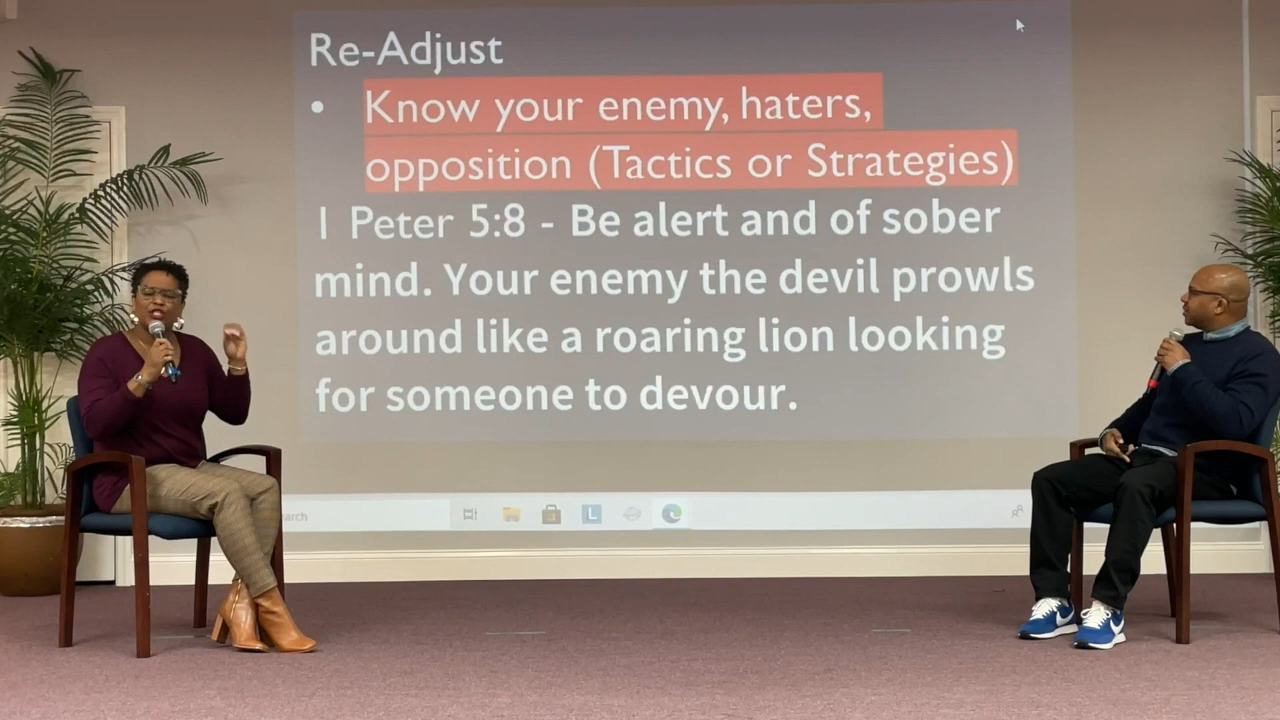 Re-Adjust
• Know your enemy, haters,
opposition (Tactics or Strategies)
1 Peter 5:8 - Be alert and of sober
mind. Your enemy the devil prowls
around like a roaring lion looking
for someone to devour.
arch
L